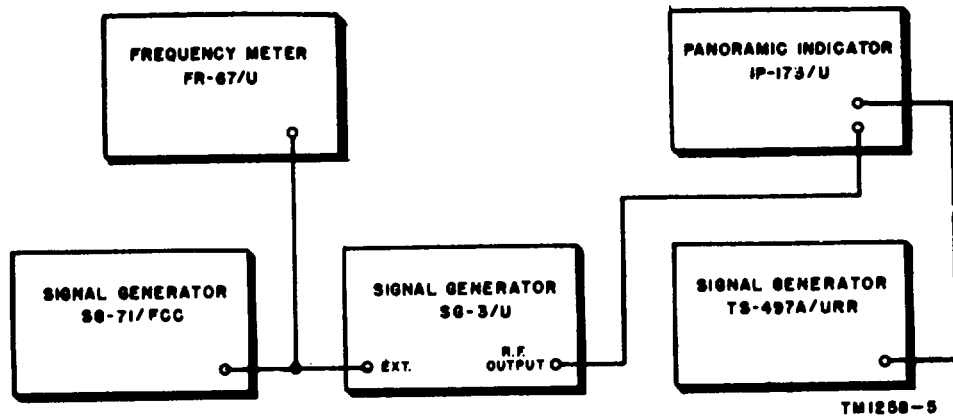 FREQUENCY METER
FR-67/U
PANORAMIC INDICATOR
IP-173/U
SIGNAL GENERATOR
SG-71/FCC
SIGNAL GENERATOR
SG-3/U
EXT.
R.F.
OUTPUT
SIGNAL GENERATOR
TS-497A/URR
TM1258-5